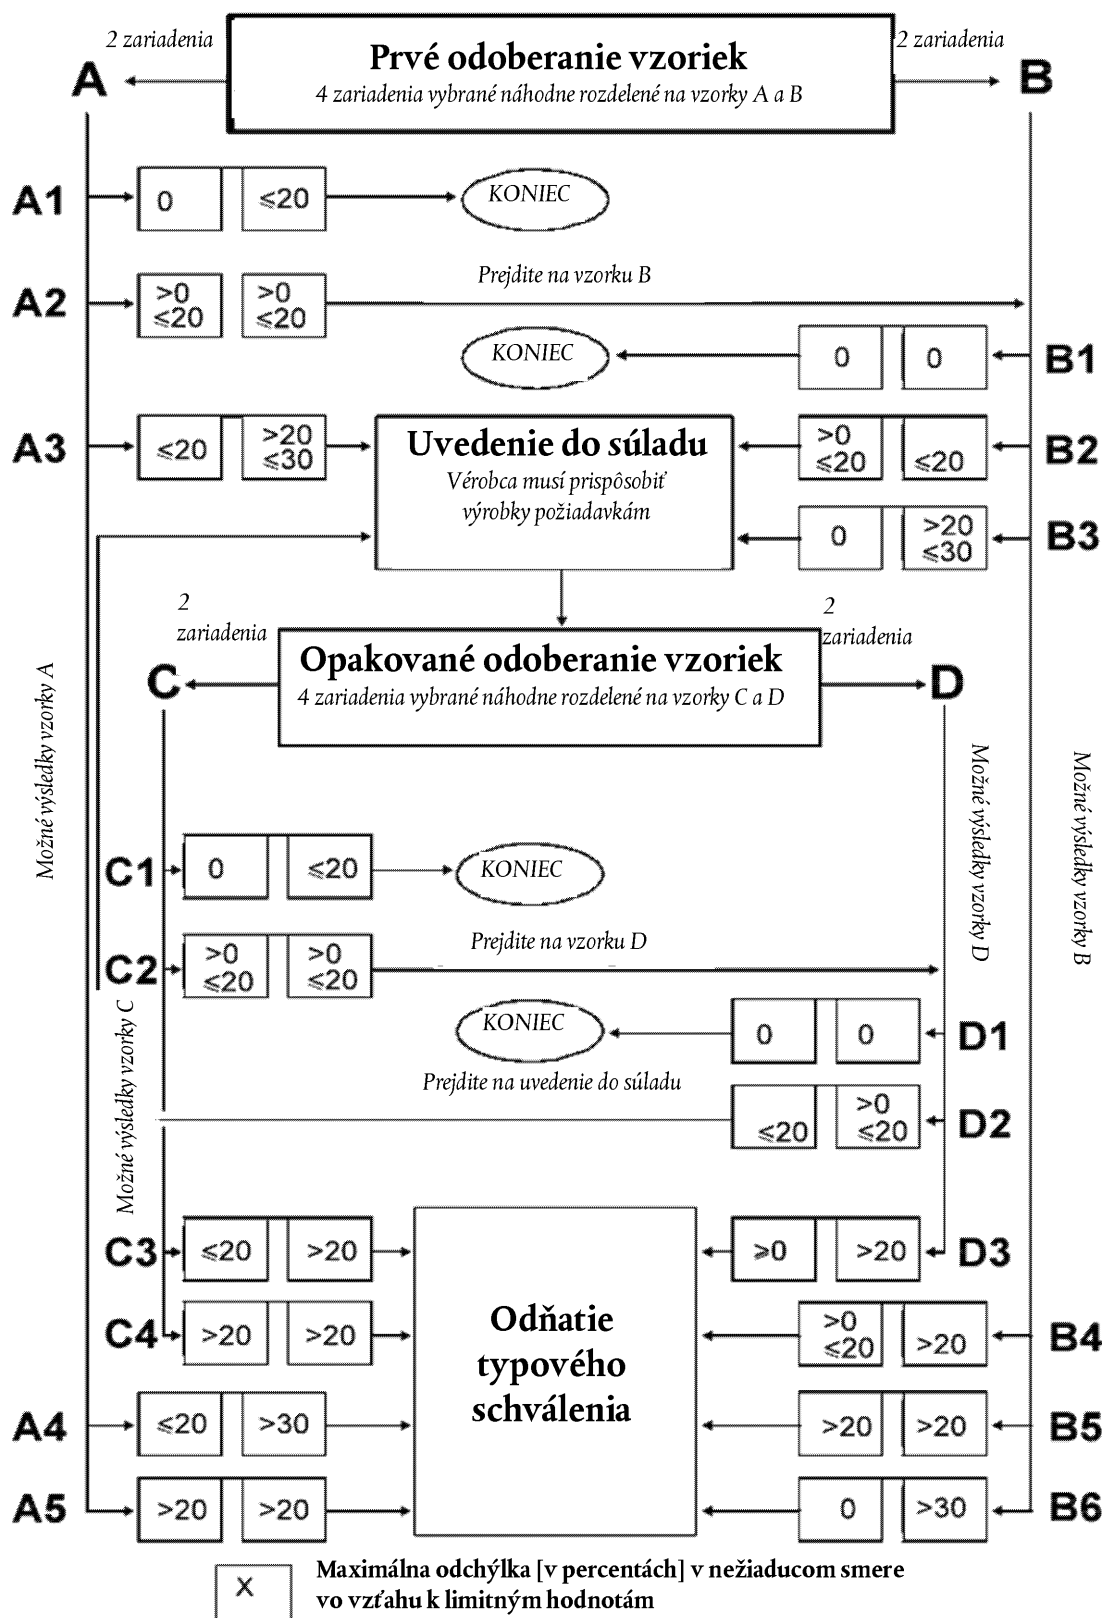 2 zariadenia
Prvé odoberanie vzoriek
2 zariadenia
A
4 zariadenia vybrané náhodne rozdelené na vzorky A a B
B
A1
0
≤20
KONIEC
A2
>0
≤20
>0
≤20
Prejdite na vzorku B
KONIEC
0
0
B1
A3
≤20
>20
≤30
Uvedenie do súladu
Vérobca musí prispôsobiť
výrobky požiadavkám
>0
≤20
≤20
B2
0
>20
≤30
B3
2
zariadenia
2
zariadenia
C
Opakované odoberanie vzoriek
4 zariadenia vybrané náhodne rozdelené na vzorky C a D
D
Možné výsledky vzorky A
Možné výsledky vzorky D
Možné výsledky vzorky B
C1
0
≤20
KONIEC
C2
>0
≤20
>0
≤20
Prejdite na vzorku D
Možné výsledky vzorky C
KONIEC
0
0
D1
Prejdite na uvedenie do súladu
≤20
>0
≤20
D2
C3
≤20
>20
≥0
>20
D3
C4
>20
>20
Odňatie
typového
schválenia
>0
≤20
>20
B4
A4
≤20
>30
>20
>20
B5
A5
>20
>20
0
>30
B6
X
Maximálna odchýlka [v percentách] v nežiaducom smere
vo vzťahu k limitným hodnotám